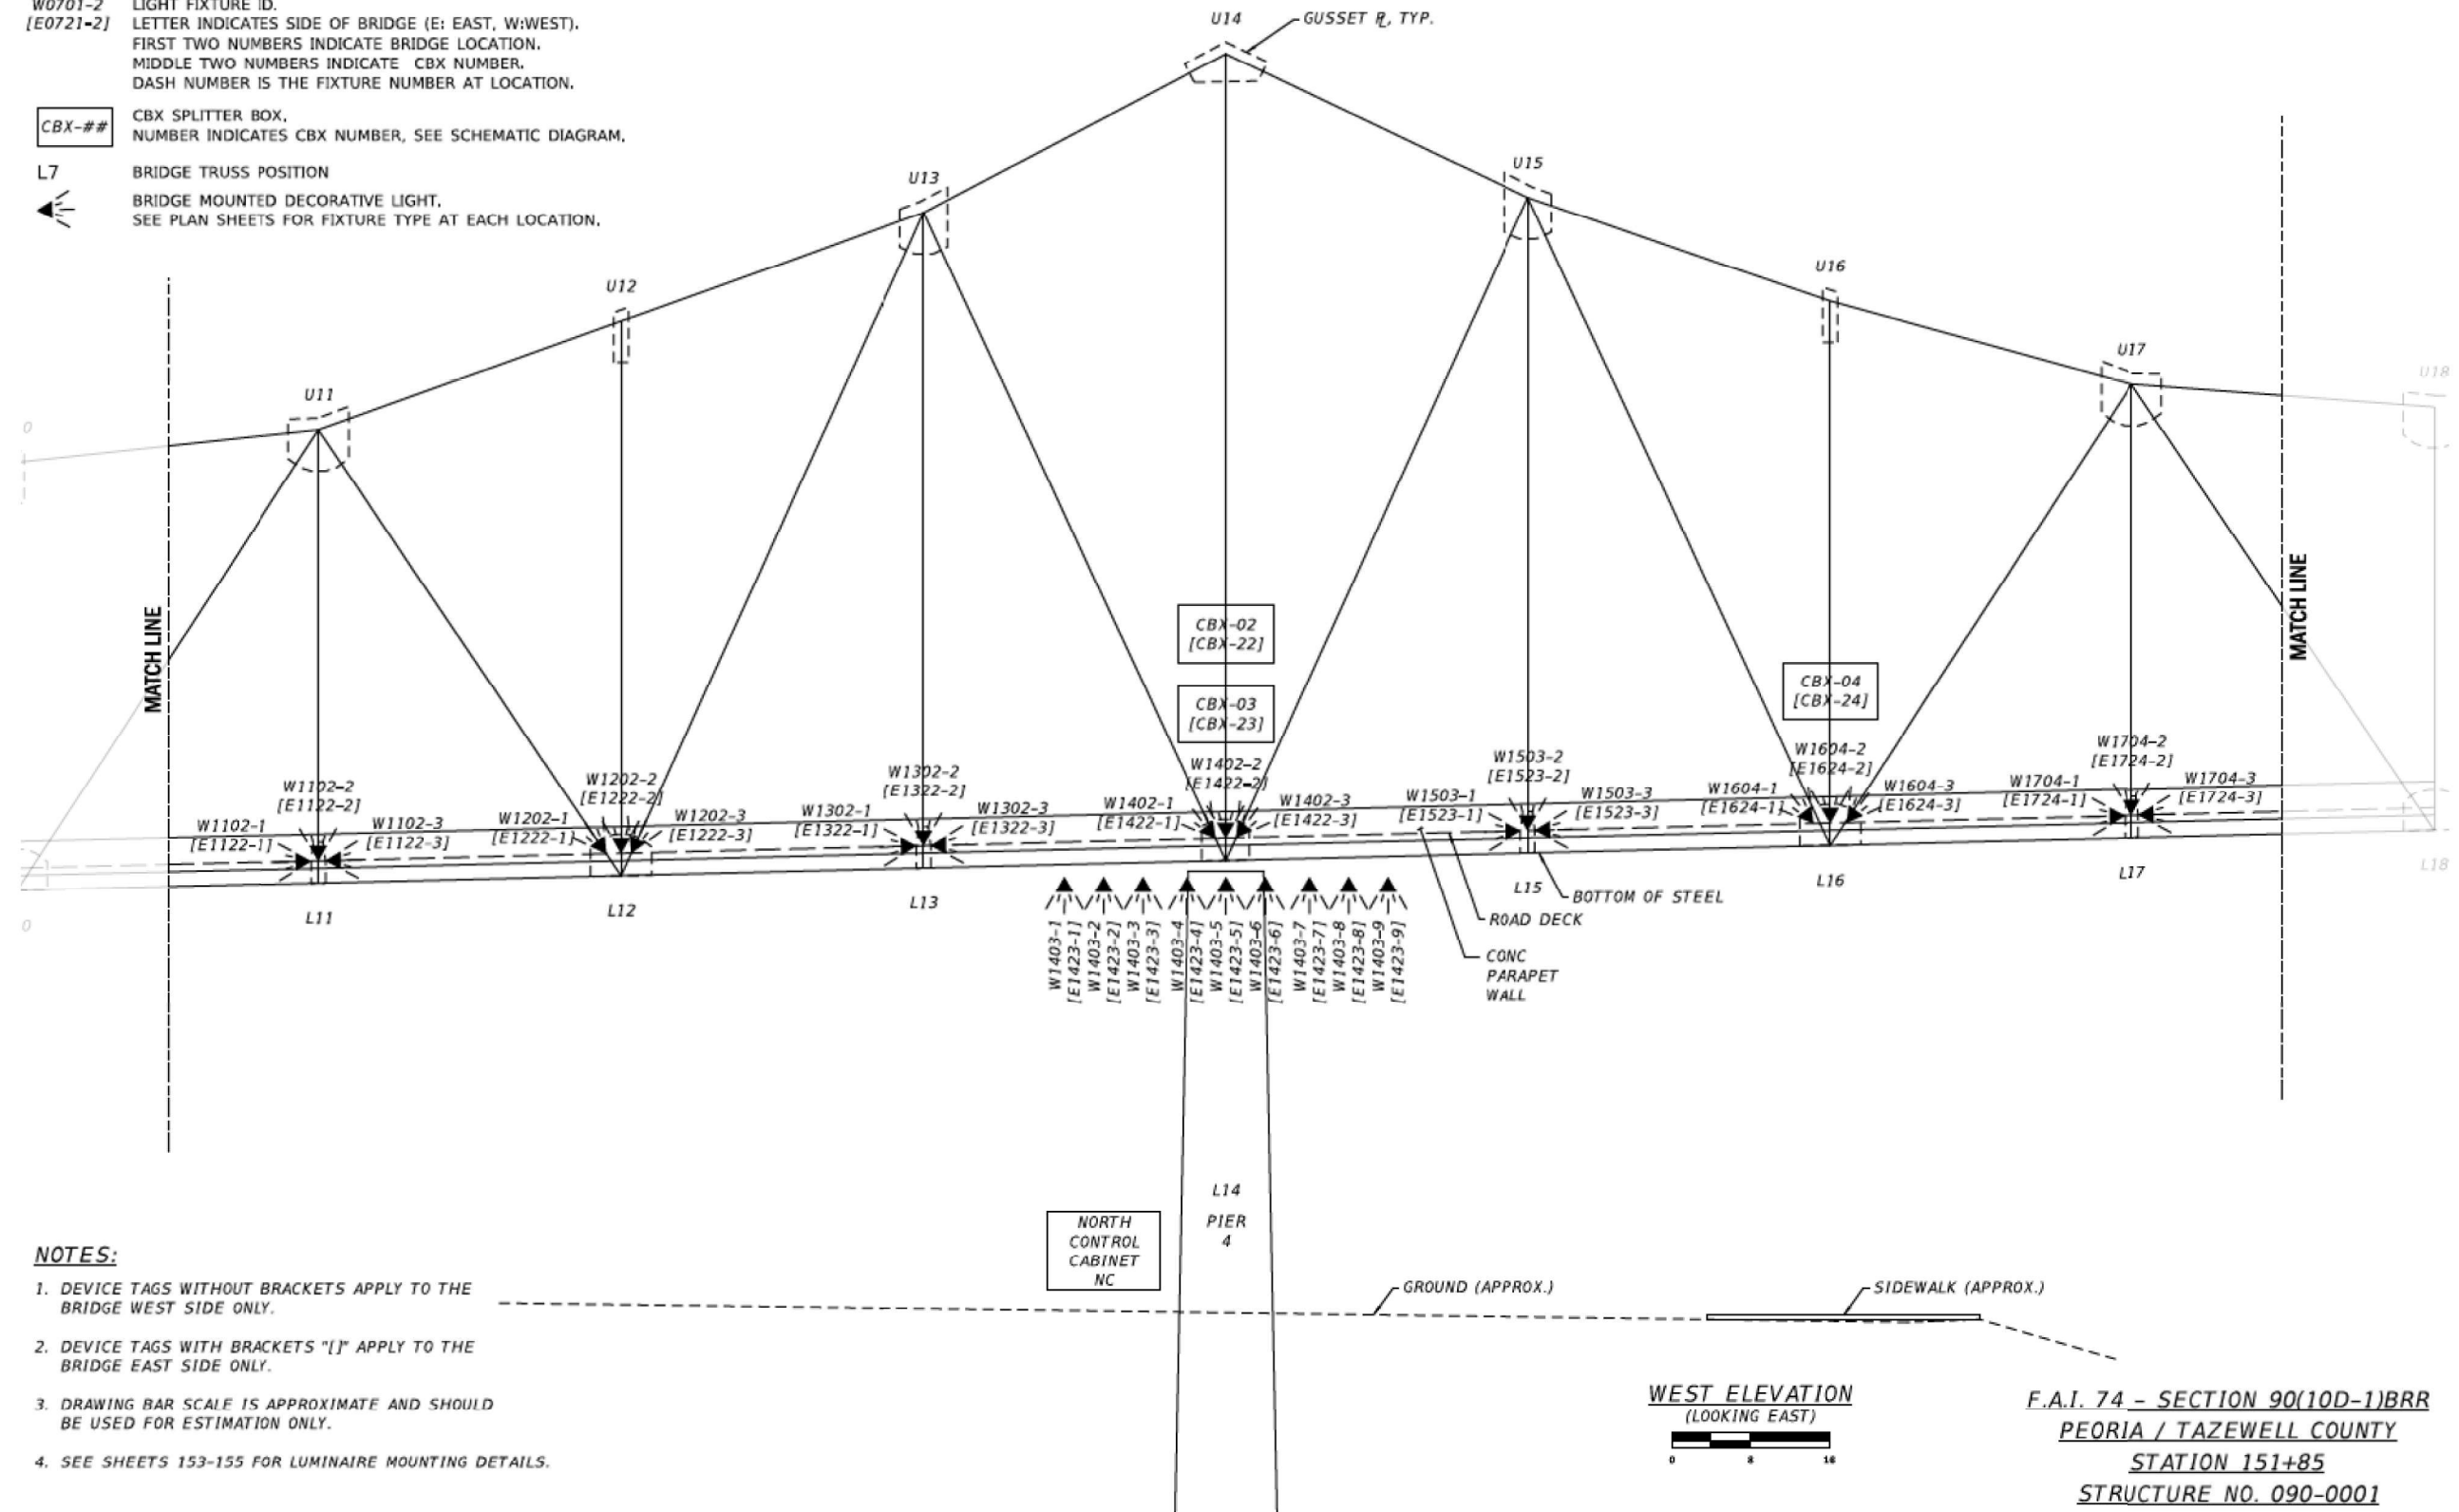 W0701-2 LIGHT FIXTURE ID.
[E0721-2] LETTER INDICATES SIDE OF BRIDGE (E: EAST, W:WEST).
FIRST TWO NUMBERS INDICATE BRIDGE LOCATION.
MIDDLE TWO NUMBERS INDICATE CBX NUMBER.
DASH NUMBER IS THE FIXTURE NUMBER AT LOCATION.
CBX-## CBX SPLITTER BOX,
NUMBER INDICATES CBX NUMBER, SEE SCHEMATIC DIAGRAM.
L7 BRIDGE TRUSS POSITION
BRIDGE MOUNTED DECORATIVE LIGHT.
SEE PLAN SHEETS FOR FIXTURE TYPE AT EACH LOCATION.
U14
GUSSET ℞, TYP.
U13
U15
U12
U16
U11
U17
U18
0
MATCH LINE
MATCH LINE
CBX-02
[CBX-22]
CBX-03
[CBX-23]
CBX-04
[CBX-24]
W1102-1
[E1122-1]
W1102-2
[E1122-2]
W1102-3
[E1122-3]
W1202-1
[E1222-1]
W1202-2
[E1222-2]
W1202-3
[E1222-3]
W1302-1
[E1322-1]
W1302-2
[E1322-2]
W1302-3
[E1322-3]
W1402-1
[E1422-1]
W1402-2
[E1422-2]
W1402-3
[E1422-3]
W1503-1
[E1523-1]
W1503-2
[E1523-2]
W1503-3
[E1523-3]
W1604-1
[E1624-1]
W1604-2
[E1624-2]
W1604-3
[E1624-3]
W1704-1
[E1724-1]
W1704-2
[E1724-2]
W1704-3
[E1724-3]
0
L11
L12
L13
L15
L16
L17
L18
W1403-1
[E1423-1]
W1403-2
[E1423-2]
W1403-3
[E1423-3]
W1403-4
[E1423-4]
W1403-5
[E1423-5]
W1403-6
[E1423-6]
W1403-7
[E1423-7]
W1403-8
[E1423-8]
W1403-9
[E1423-9]
BOTTOM OF STEEL
ROAD DECK
CONC
PARAPET
WALL
L14
PIER
4
NORTH
CONTROL
CABINET
NC
GROUND (APPROX.)
SIDEWALK (APPROX.)
NOTES:
1. DEVICE TAGS WITHOUT BRACKETS APPLY TO THE
BRIDGE WEST SIDE ONLY.
2. DEVICE TAGS WITH BRACKETS "[]" APPLY TO THE
BRIDGE EAST SIDE ONLY.
3. DRAWING BAR SCALE IS APPROXIMATE AND SHOULD
BE USED FOR ESTIMATION ONLY.
4. SEE SHEETS 153-155 FOR LUMINAIRE MOUNTING DETAILS.
WEST ELEVATION
(LOOKING EAST)
0 8 16
F.A.I. 74 - SECTION 90(10D-1)BRR
PEORIA / TAZEWELL COUNTY
STATION 151+85
STRUCTURE NO. 090-0001